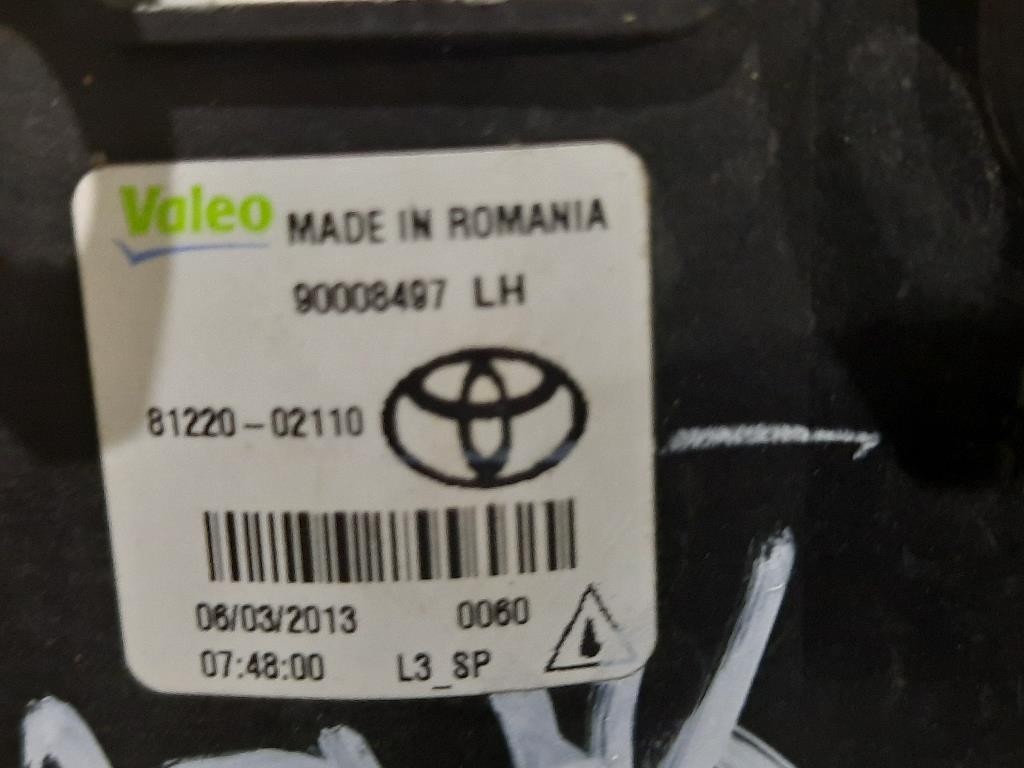 Valeo MADE IN ROMANIA
90008497 LH
81220-02110
06/03/2013 0060
07:48:00 L3_SP